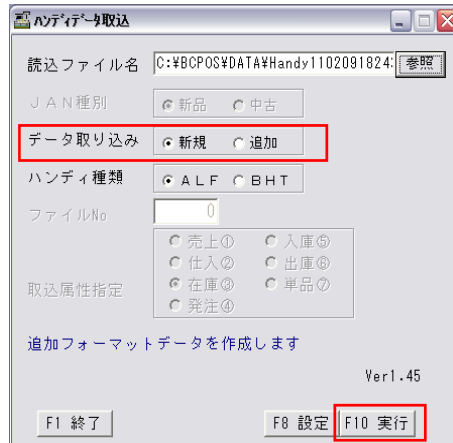 ﾊﾝﾃﾞｨﾃﾞｰﾀ取込
読込ファイル名 C:¥BCPOS¥DATA¥Handy1102091824 参照
ＪＡＮ種別 新品 中古
データ取り込み 新規 追加
ハンディ種類 ＡＬＦ ＢＨＴ
ファイルNo 0
取込属性指定
売上① 入庫⑤
仕入② 出庫⑥
在庫③ 単品⑦
発注④
追加フォーマットデータを作成します
Ver1.45
F1 終了 F8 設定 F10 実行